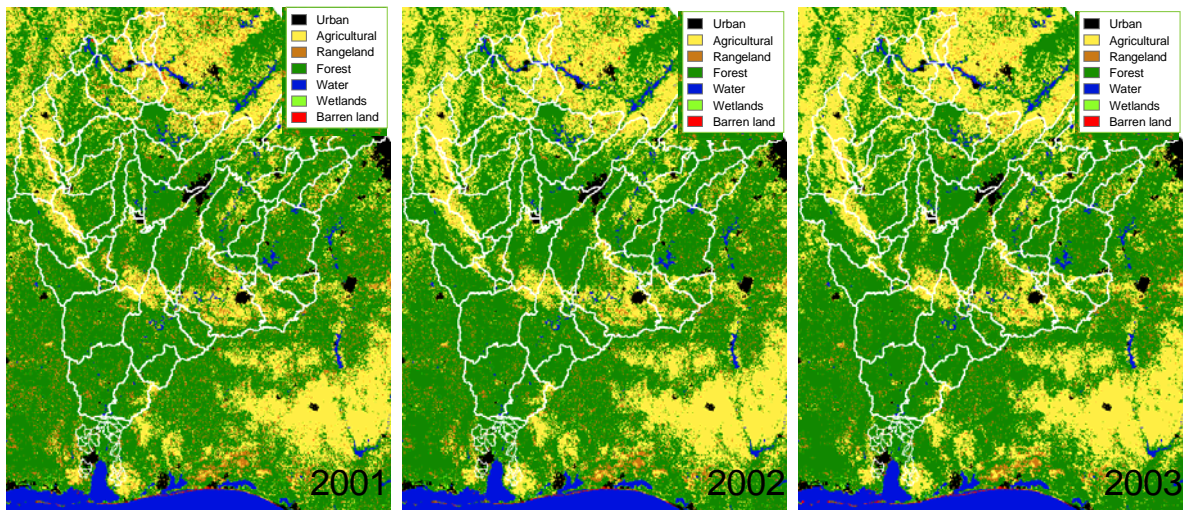 Urban
Agricultural
Rangeland
Forest
Water
Wetlands
Barren land
2001
Urban
Agricultural
Rangeland
Forest
Water
Wetlands
Barren land
2002
Urban
Agricultural
Rangeland
Forest
Water
Wetlands
Barren land
2003